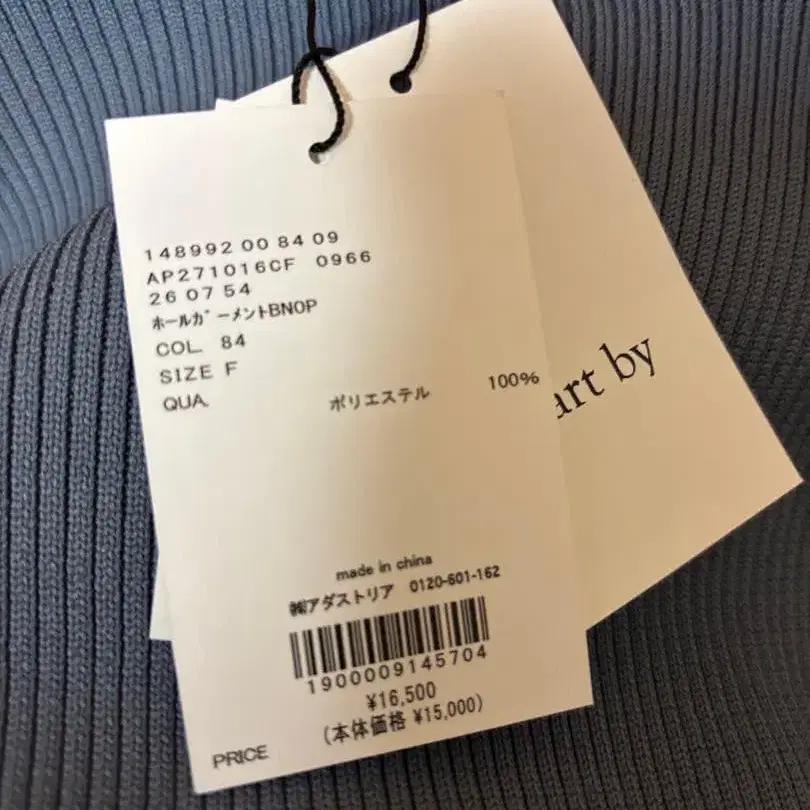 148992 00 84 09
AP271016CF 0966
26 07 54
ﾎールｶﾞーメントBNOP
COL. 84
SIZE F
QUA.
ポリエステル 100%
made in china
㈱アダストリア 0120-601-162
1900009145704
¥16,500
(本体価格 ¥15,000)
PRICE
art by